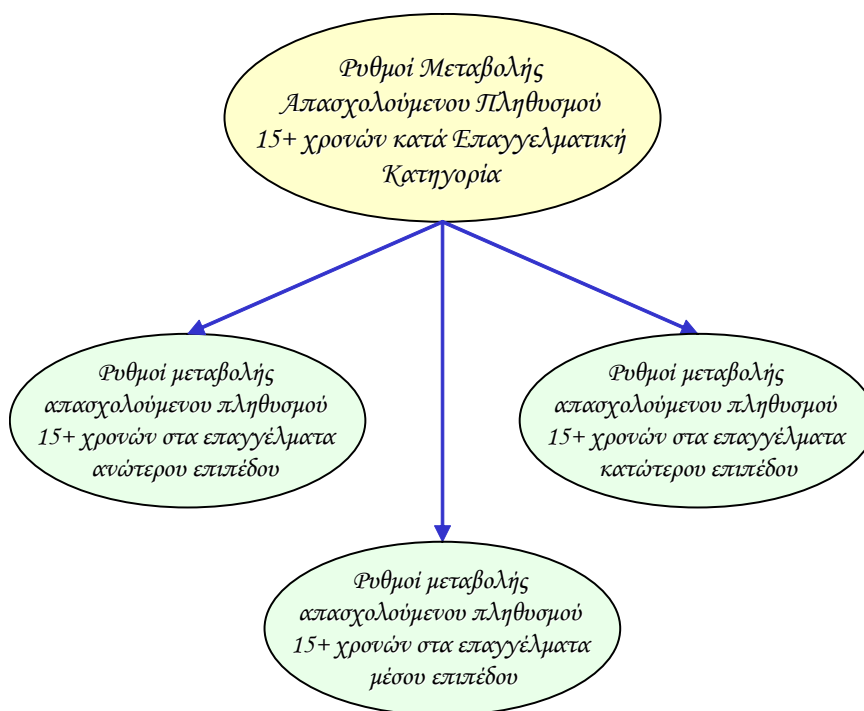 Ρυθμοί Μεταβολής
Απασχολούμενου Πληθυσμού
15+ χρονών κατά Επαγγελματική
Κατηγορία
Ρυθμοί μεταβολής
απασχολούμενου πληθυσμού
15+ χρονών στα επαγγέλματα
ανώτερου επιπέδου
Ρυθμοί μεταβολής
απασχολούμενου πληθυσμού
15+ χρονών στα επαγγέλματα
κατώτερου επιπέδου
Ρυθμοί μεταβολής
απασχολούμενου πληθυσμού
15+ χρονών στα επαγγέλματα
μέσου επιπέδου